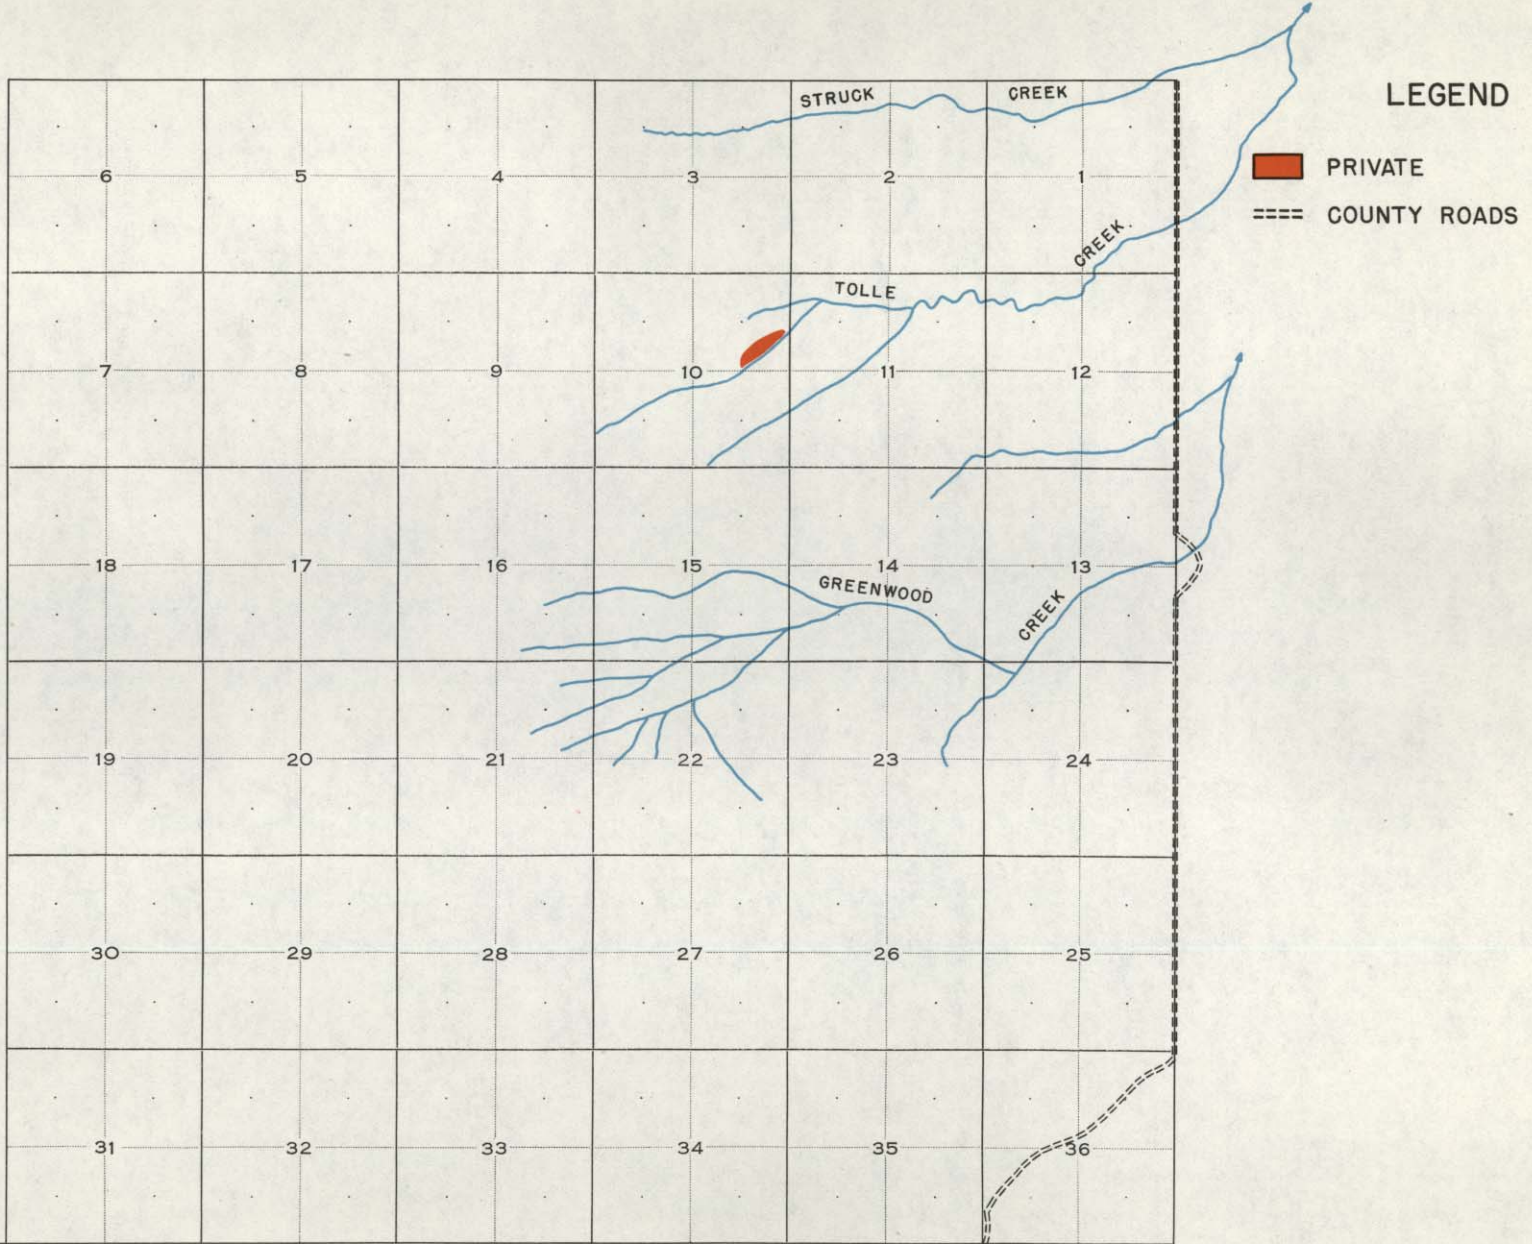 STRUCK CREEK
LEGEND
PRIVATE
COUNTY ROADS
6 5 4 3 2 1
CREEK
TOLLE
7 8 9 10 11 12
18 17 16 15 14 13
GREENWOOD
CREEK
19 20 21 22 23 24
30 29 28 27 26 25
31 32 33 34 35 36